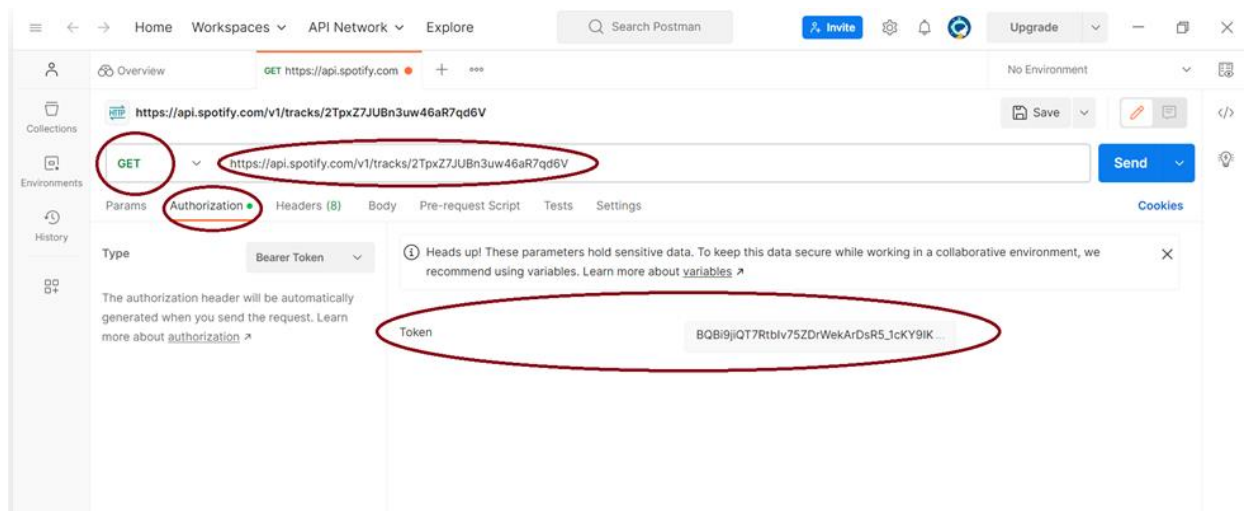 Home Workspaces API Network Explore Search Postman Invite Upgrade
Overview GET https://api.spotify.com No Environment
HTTP https://api.spotify.com/v1/tracks/2TpxZ7JUBn3uw46aR7qd6V Save
Collections
GET https://api.spotify.com/v1/tracks/2TpxZ7JUBn3uw46aR7qd6V Send
Environments
Params Authorization Headers (8) Body Pre-request Script Tests Settings Cookies
History
Type Bearer Token
Heads up! These parameters hold sensitive data. To keep this data secure while working in a collaborative environment, we
recommend using variables. Learn more about variables
The authorization header will be automatically
generated when you send the request. Learn
more about authorization
Token BQBi9jiQT7RtbIv75ZDrWekArDsR5_1cKY9IK...